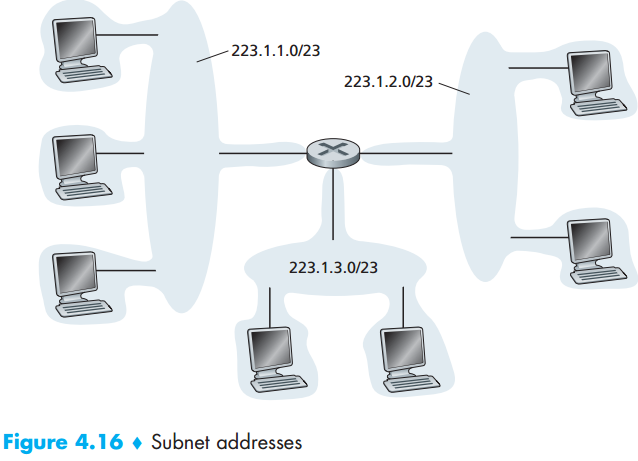 223.1.1.0/23
223.1.2.0/23
223.1.3.0/23
Figure 4.16 ♦ Subnet addresses